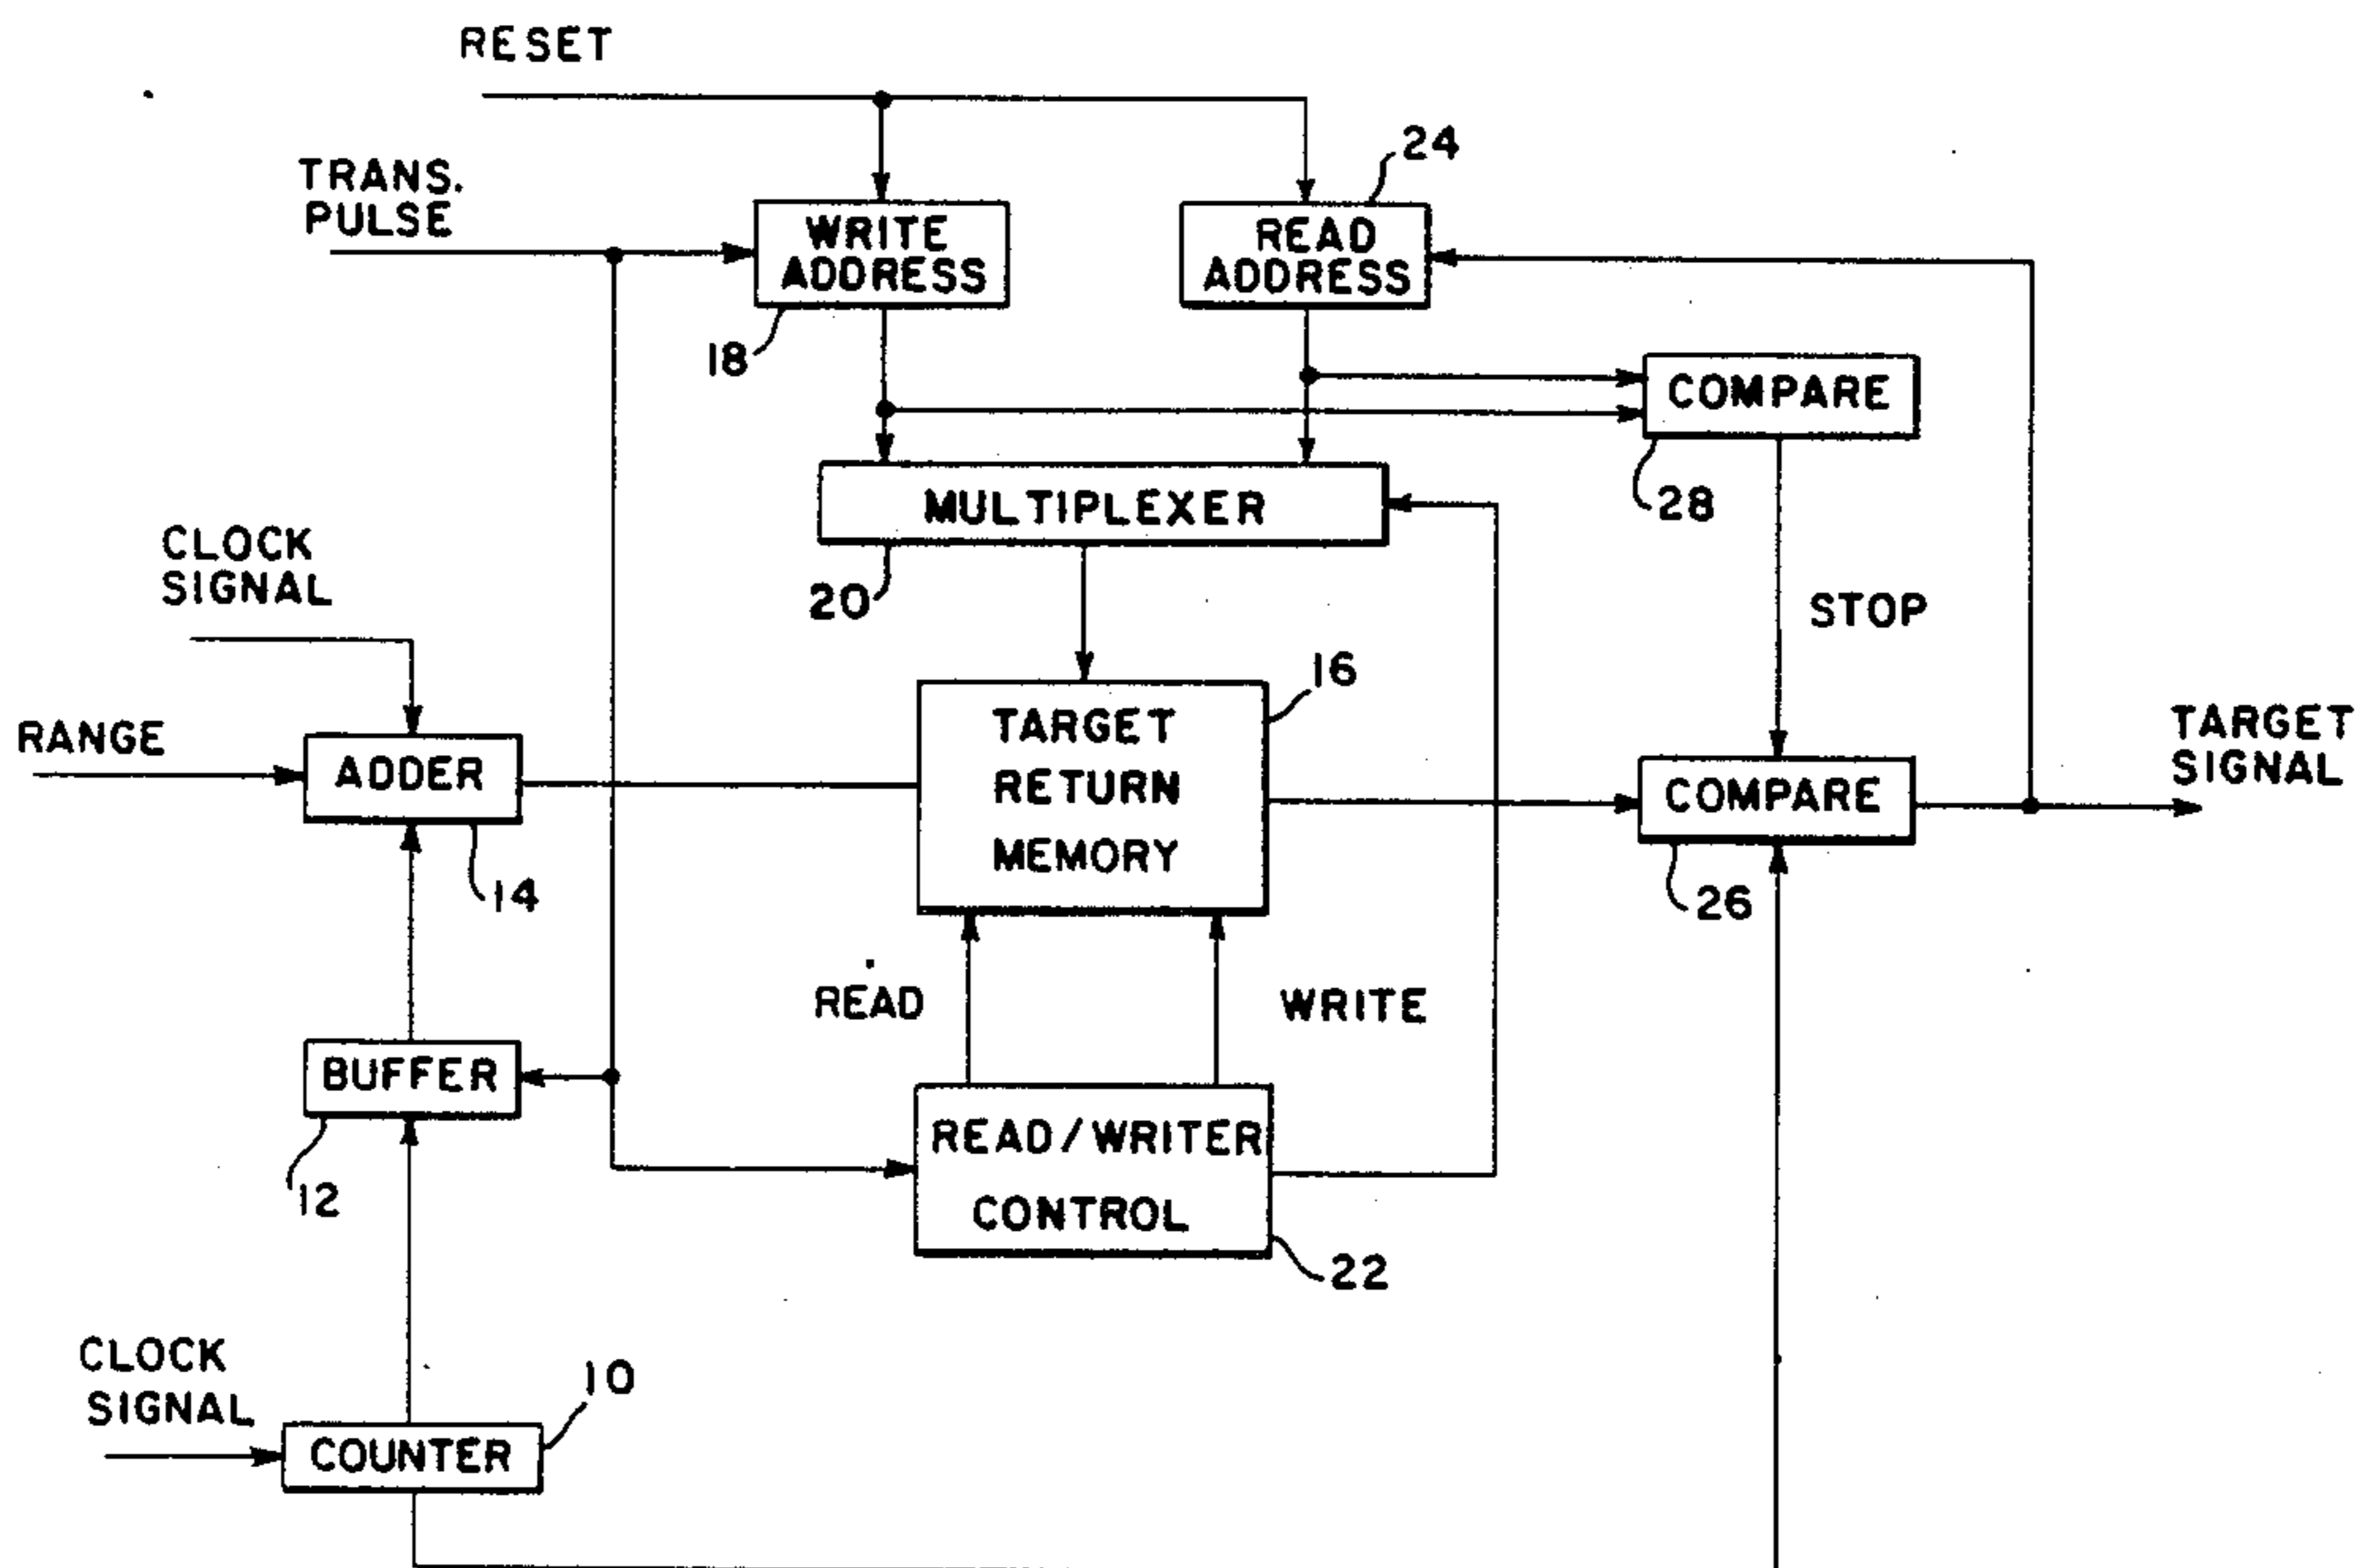 RESET
24
TRANS.
PULSE
WRITE
ADDRESS
READ
ADDRESS
18
COMPARE
28
MULTIPLEXER
20
CLOCK
SIGNAL
STOP
16
RANGE
ADDER
14
TARGET
RETURN
MEMORY
COMPARE
26
TARGET
SIGNAL
READ
WRITE
BUFFER
12
READ/WRITER
CONTROL
22
CLOCK
SIGNAL
10
COUNTER